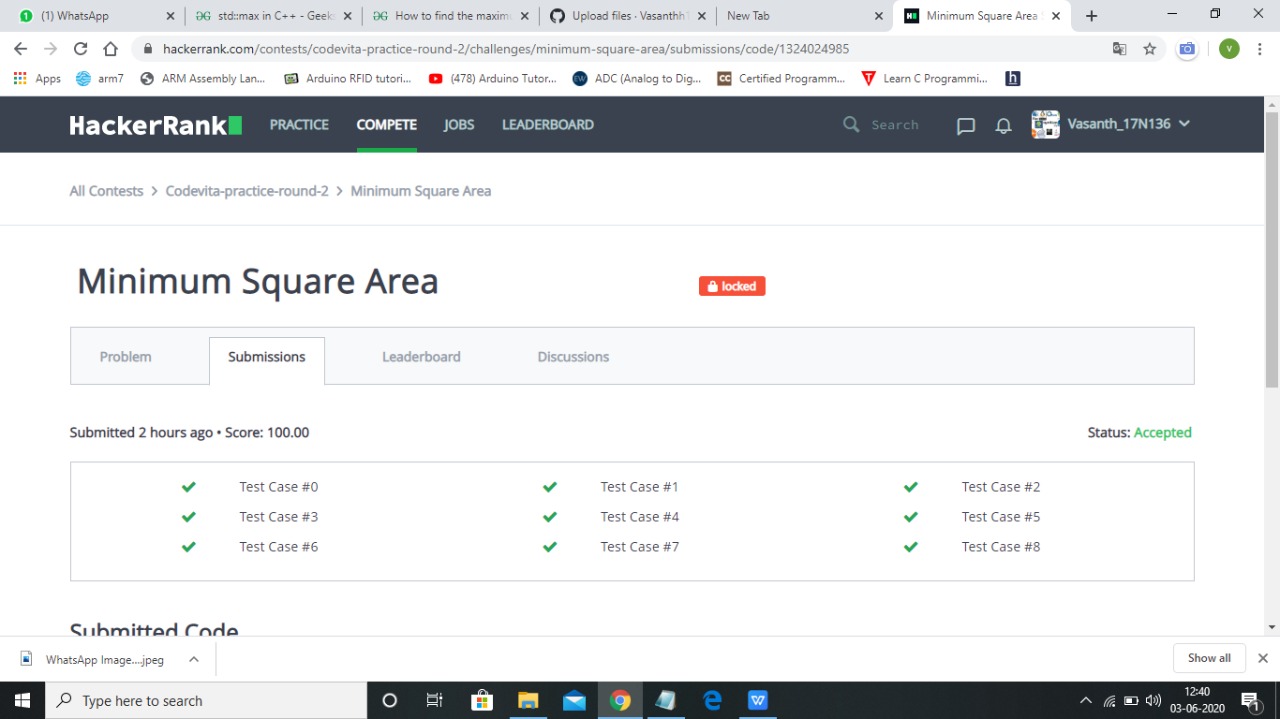 (1) WhatsApp
std::max in C++ - Geeks
How to find the maxim
Upload files · Vasanthh1
New Tab
Minimum Square Area S
hackerrank.com/contests/codevita-practice-round-2/challenges/minimum-square-area/submissions/code/1324024985
V
Apps
arm7
ARM Assembly Lan...
Arduino RFID tutori...
(478) Arduino Tutor...
EW
ADC (Analog to Dig...
CC
Certified Programm...
Learn C Programmi...
h
HackerRank
PRACTICE
COMPETE
JOBS
LEADERBOARD
Search
Vasanth_17N136
All Contests > Codevita-practice-round-2 > Minimum Square Area
Minimum Square Area
locked
Problem
Submissions
Leaderboard
Discussions
Submitted 2 hours ago • Score: 100.00
Status: Accepted
Test Case #0
Test Case #1
Test Case #2
Test Case #3
Test Case #4
Test Case #5
Test Case #6
Test Case #7
Test Case #8
Submitted Code
WhatsApp Image....jpeg
Show all
Type here to search
12:40
03-06-2020
1